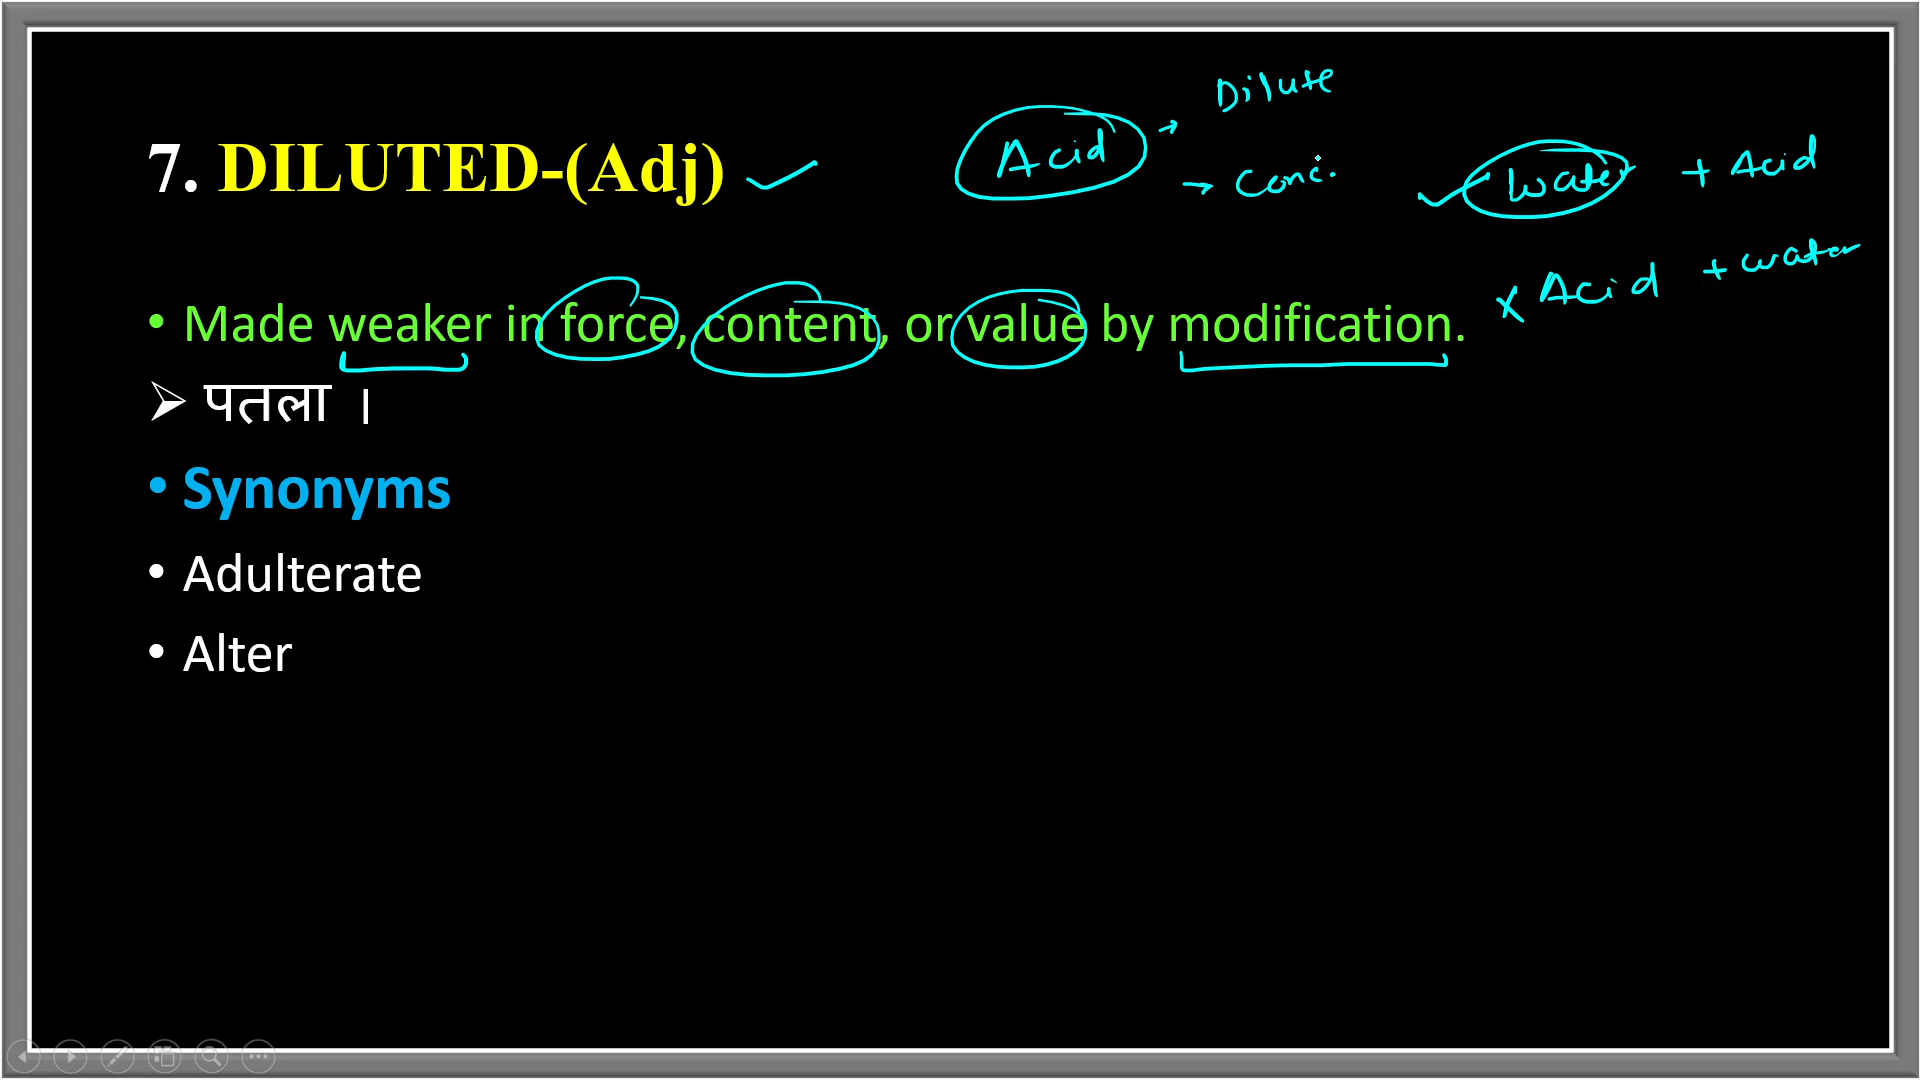 7. DILUTED-(Adj) ✓
Acid → Dilute
→ Conc.
✓ Water + Acid
x Acid + water
• Made weaker in force, content, or value by modification.
➢ पतला ।
• Synonyms
• Adulterate
• Alter